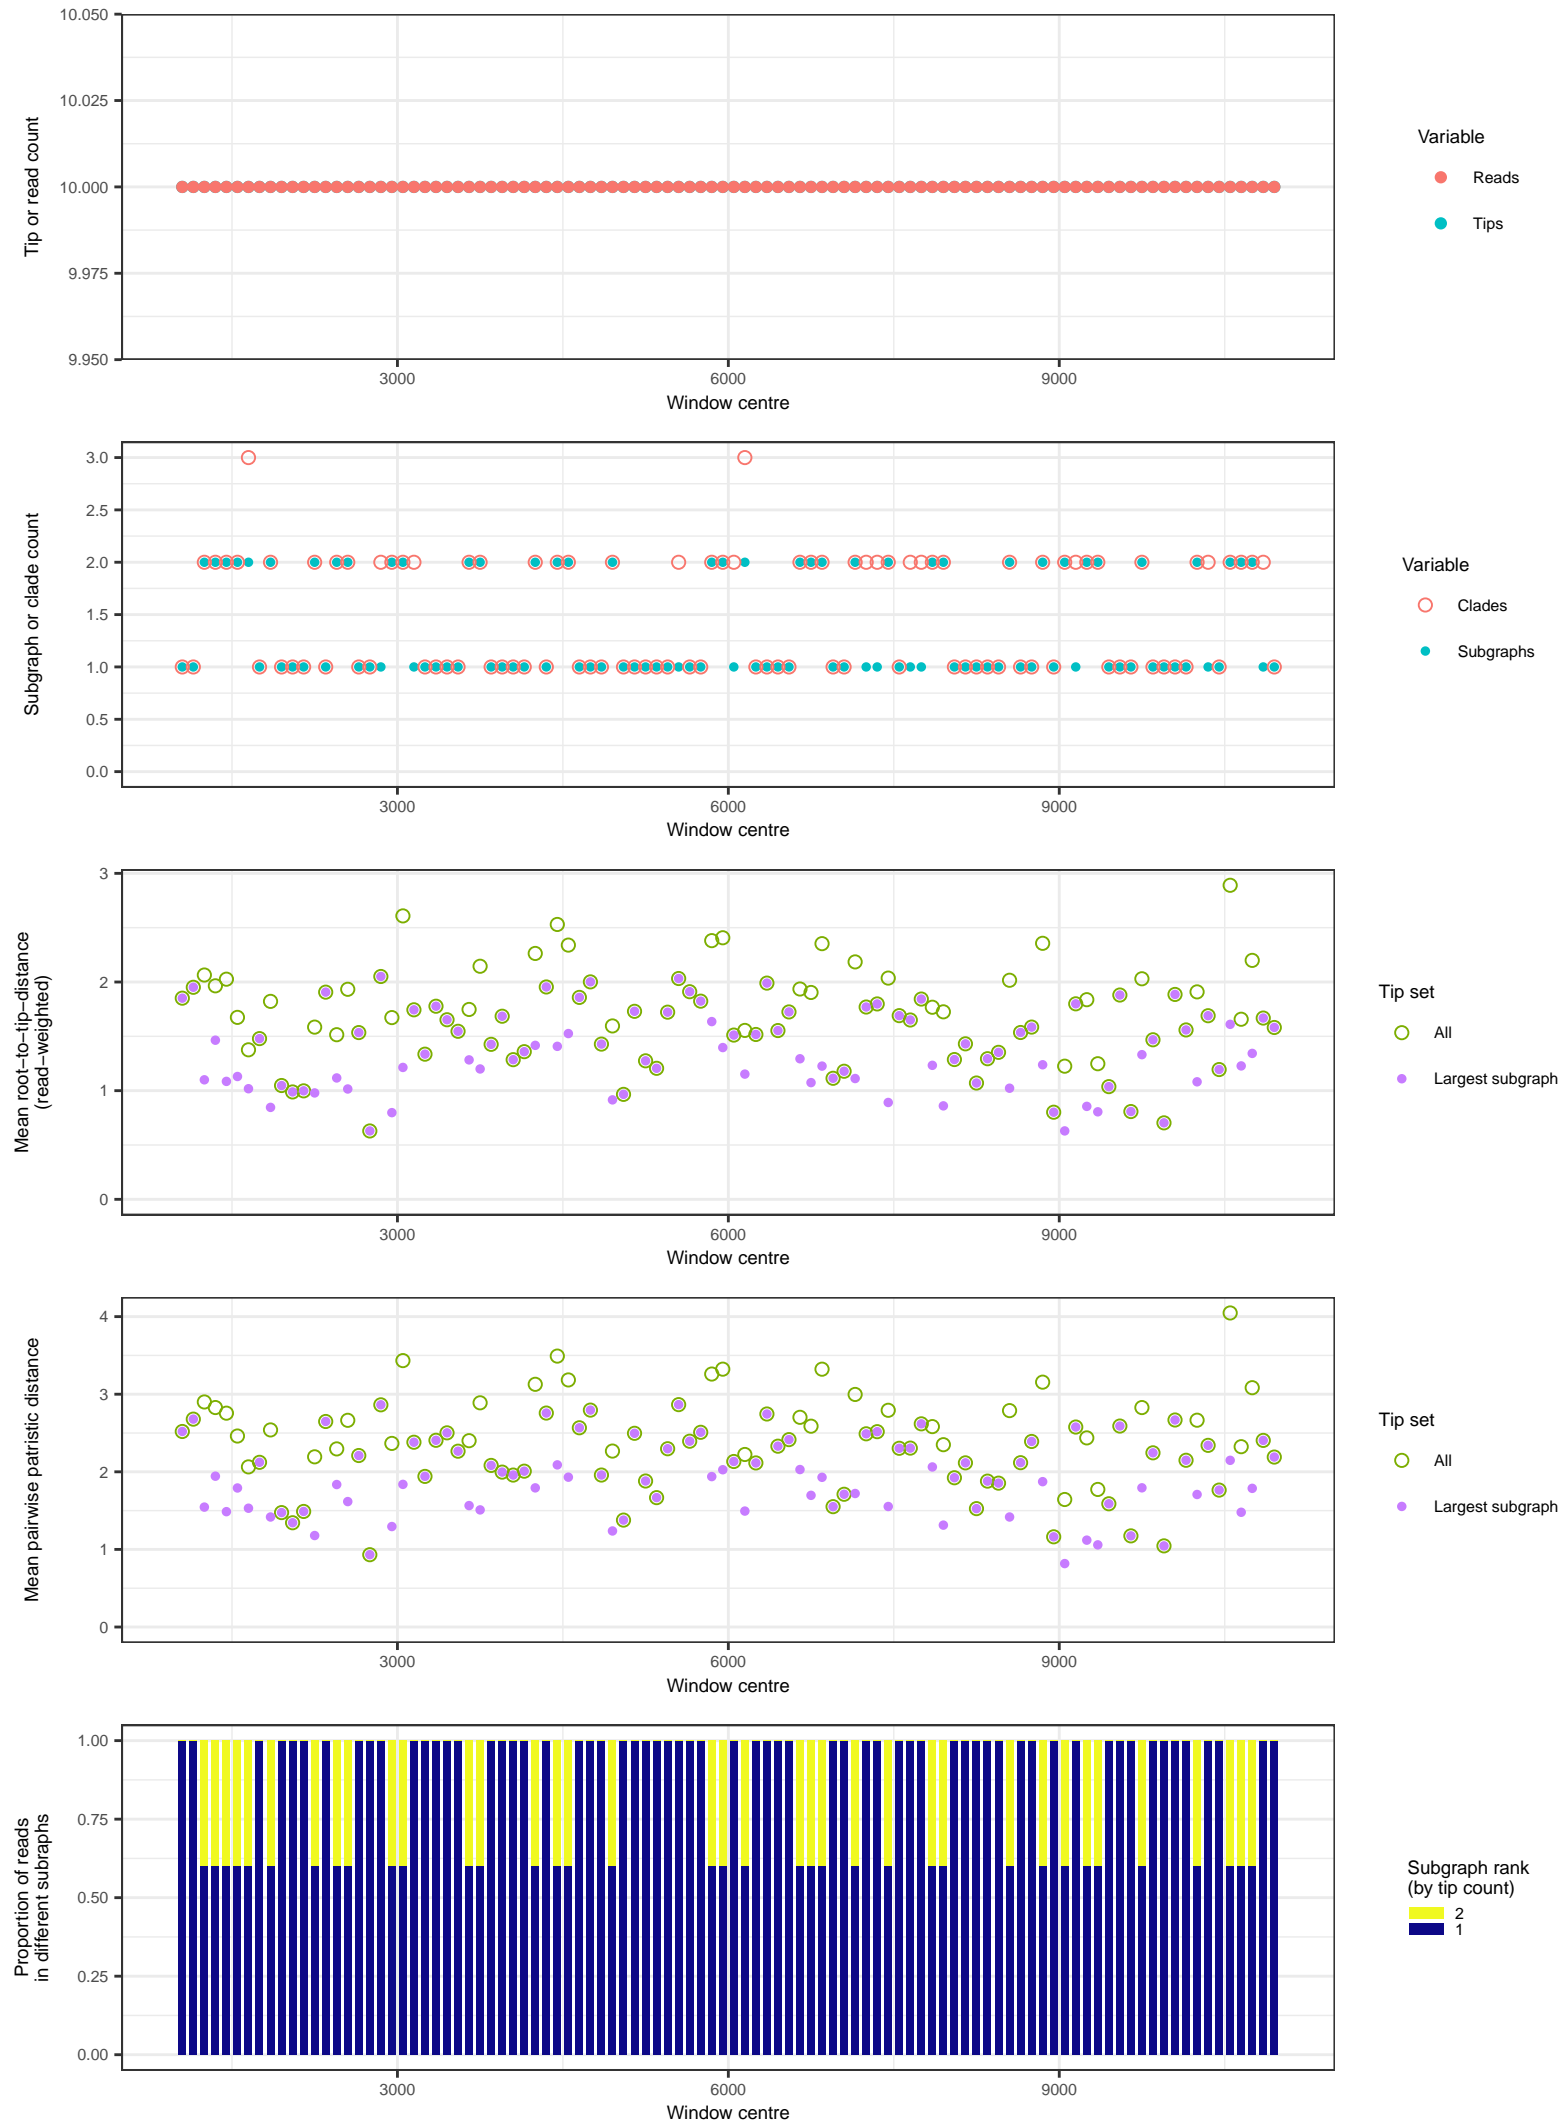 10.050
10.025
10.000
9.975
9.950
Tip or read count
3000
6000
9000
Window centre
Variable
Reads
Tips
3.0
2.5
2.0
1.5
1.0
0.5
0.0
Subgraph or clade count
3000
6000
9000
Window centre
Variable
Clades
Subgraphs
3
2
1
0
Mean root−to−tip−distance
(read−weighted)
3000
6000
9000
Window centre
Tip set
All
Largest subgraph
4
3
2
1
0
Mean pairwise patristic distance
3000
6000
9000
Window centre
Tip set
All
Largest subgraph
1.00
0.75
0.50
0.25
0.00
Proportion of reads
in different subraphs
3000
6000
9000
Window centre
Subgraph rank
(by tip count)
2
1